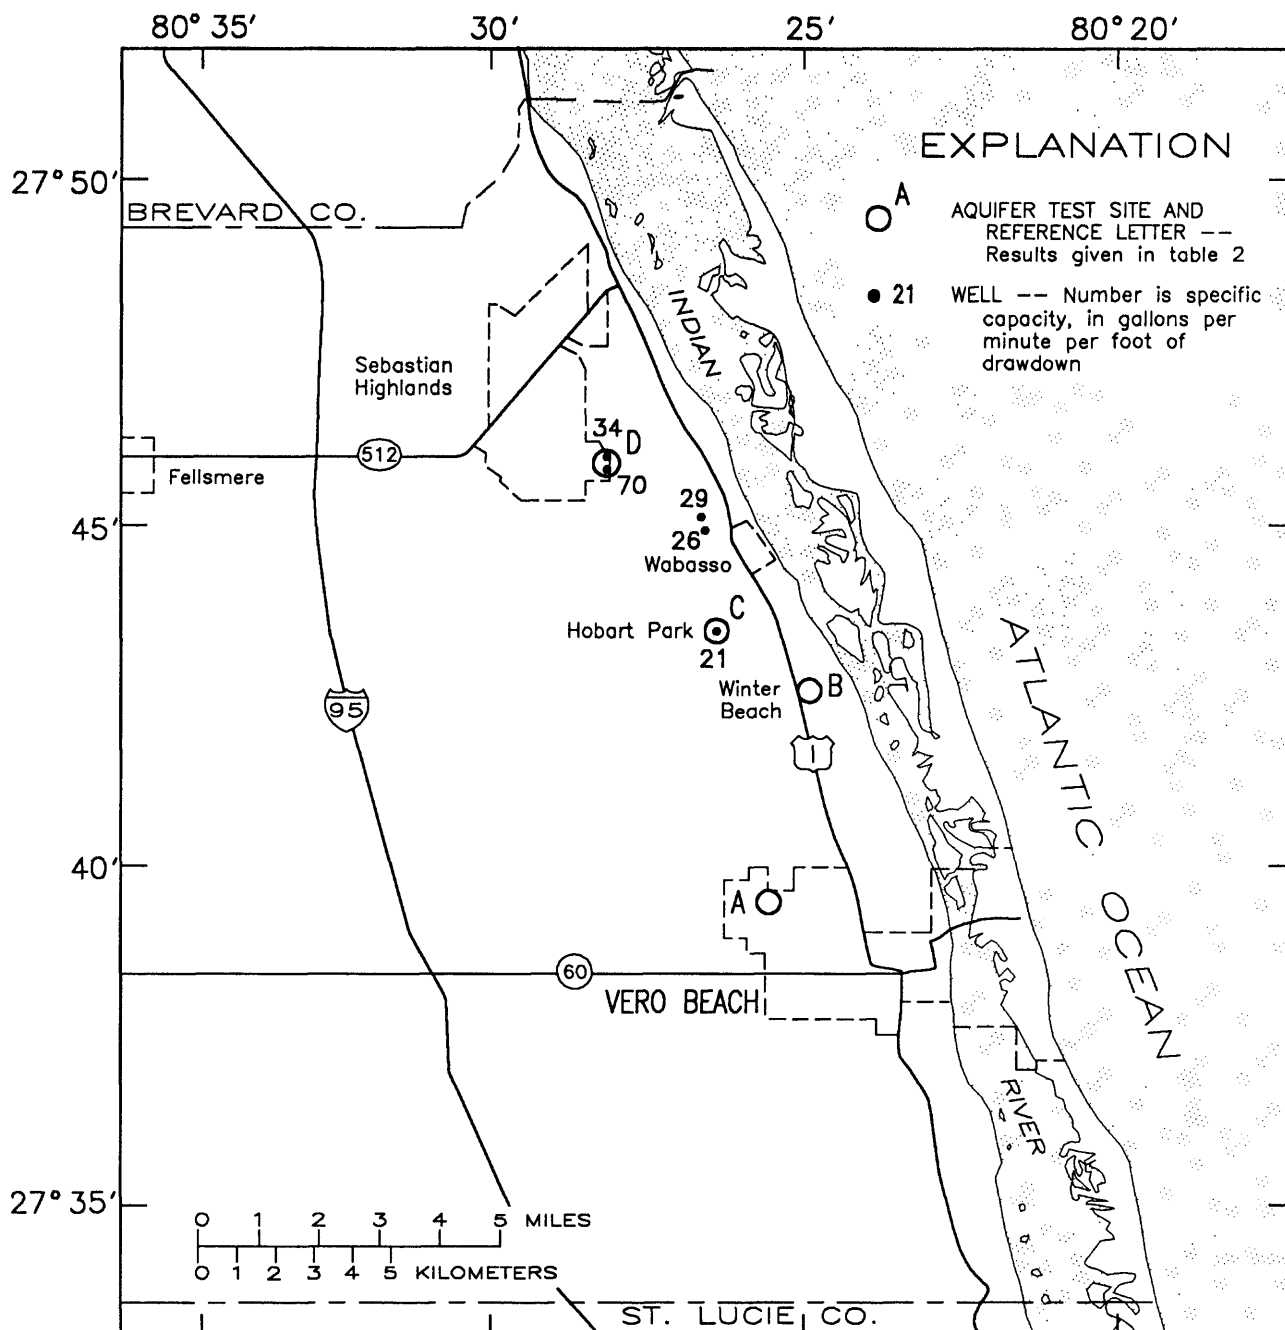 80° 35′ 30′ 25′ 80° 20′
EXPLANATION
27° 50′
A
AQUIFER TEST SITE AND
REFERENCE LETTER --
Results given in table 2
BREVARD CO.
21
WELL -- Number is specific
capacity, in gallons per
minute per foot of
drawdown
INDIAN
Sebastian
Highlands
34 D
512
Fellsmere
70
29
45′
26
Wabasso
C
Hobart Park
21
Winter
Beach
B
95
1
ATLANTIC OCEAN
40′
A
60
VERO BEACH
RIVER
27° 35′
0 1 2 3 4 5 MILES
0 1 2 3 4 5 KILOMETERS
ST. LUCIE CO.